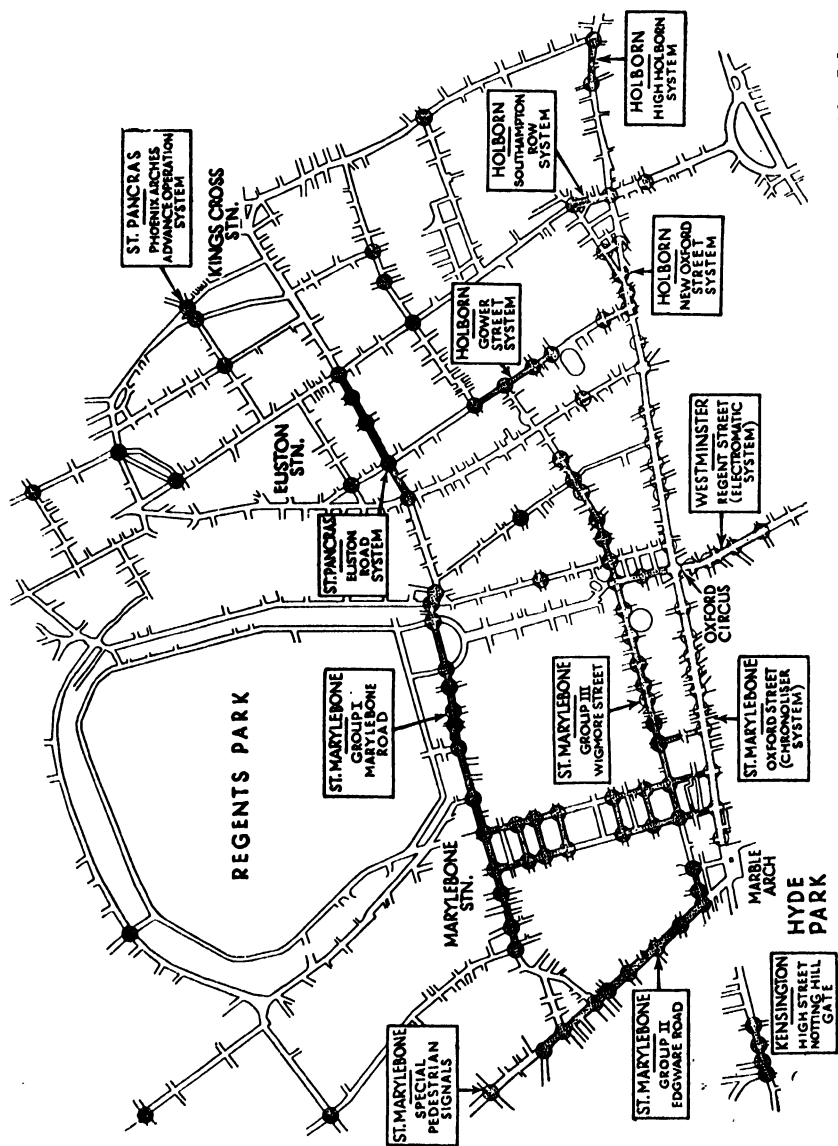 ST. PANCRAS
PHOENIX ARCHES
ADVANCE OPERATION
SYSTEM
KINGS CROSS
STN.
EUSTON
STN.
ST. PANCRAS
EUSTON
ROAD
SYSTEM
REGENTS PARK
ST. MARYLEBONE
GROUP I
MARYLEBONE
ROAD
MARYLEBONE
STN.
ST. MARYLEBONE
SPECIAL
PEDESTRIAN
SIGNALS
HOLBORN
GOWER
STREET
SYSTEM
HOLBORN
SOUTHAMPTON
ROW
SYSTEM
HOLBORN
HIGH HOLBORN
SYSTEM
HOLBORN
NEW OXFORD
STREET
SYSTEM
WESTMINSTER
REGENT STREET
(ELECTROMATIC
SYSTEM)
OXFORD
CIRCUS
ST. MARYLEBONE
GROUP III
WIGMORE STREET
ST. MARYLEBONE
OXFORD STREET
(CHRONOLISER
SYSTEM)
MARBLE
ARCH
HYDE
PARK
ST. MARYLEBONE
GROUP II
EDGWARE ROAD
KENSINGTON
HIGH STREET
NOTTING HILL
GATE